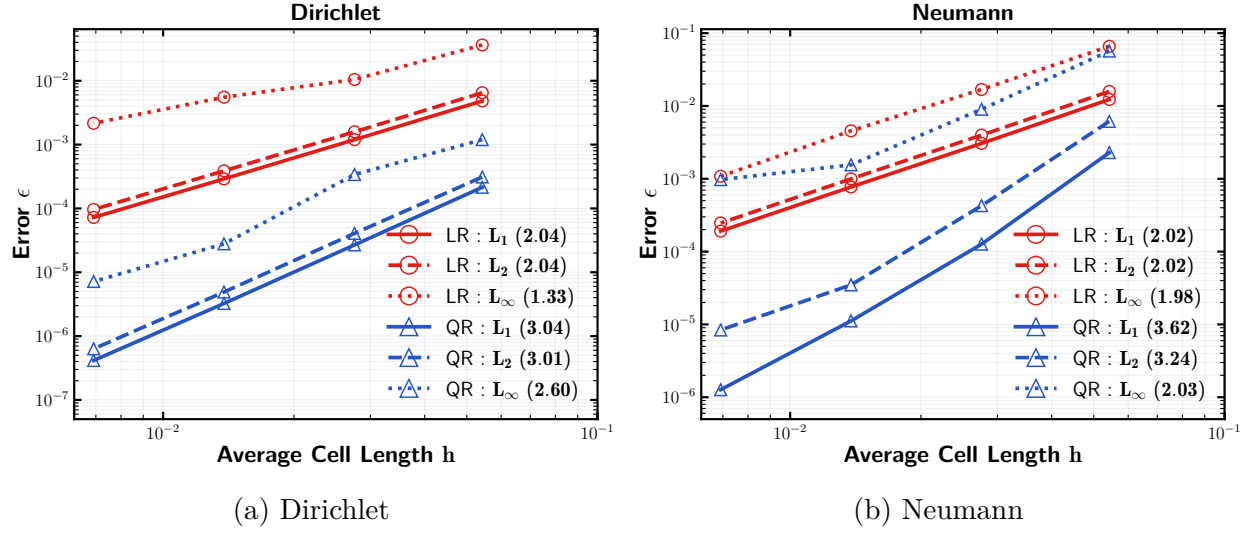 Dirichlet
Error ϵ
10⁻²
10⁻³
10⁻⁴
10⁻⁵
10⁻⁶
10⁻⁷
LR : L₁ (2.04)
LR : L₂ (2.04)
LR : L∞ (1.33)
QR : L₁ (3.04)
QR : L₂ (3.01)
QR : L∞ (2.60)
10⁻² 10⁻¹
Average Cell Length h
(a) Dirichlet
Neumann
Error ϵ
10⁻¹
10⁻²
10⁻³
10⁻⁴
10⁻⁵
10⁻⁶
LR : L₁ (2.02)
LR : L₂ (2.02)
LR : L∞ (1.98)
QR : L₁ (3.62)
QR : L₂ (3.24)
QR : L∞ (2.03)
10⁻² 10⁻¹
Average Cell Length h
(b) Neumann